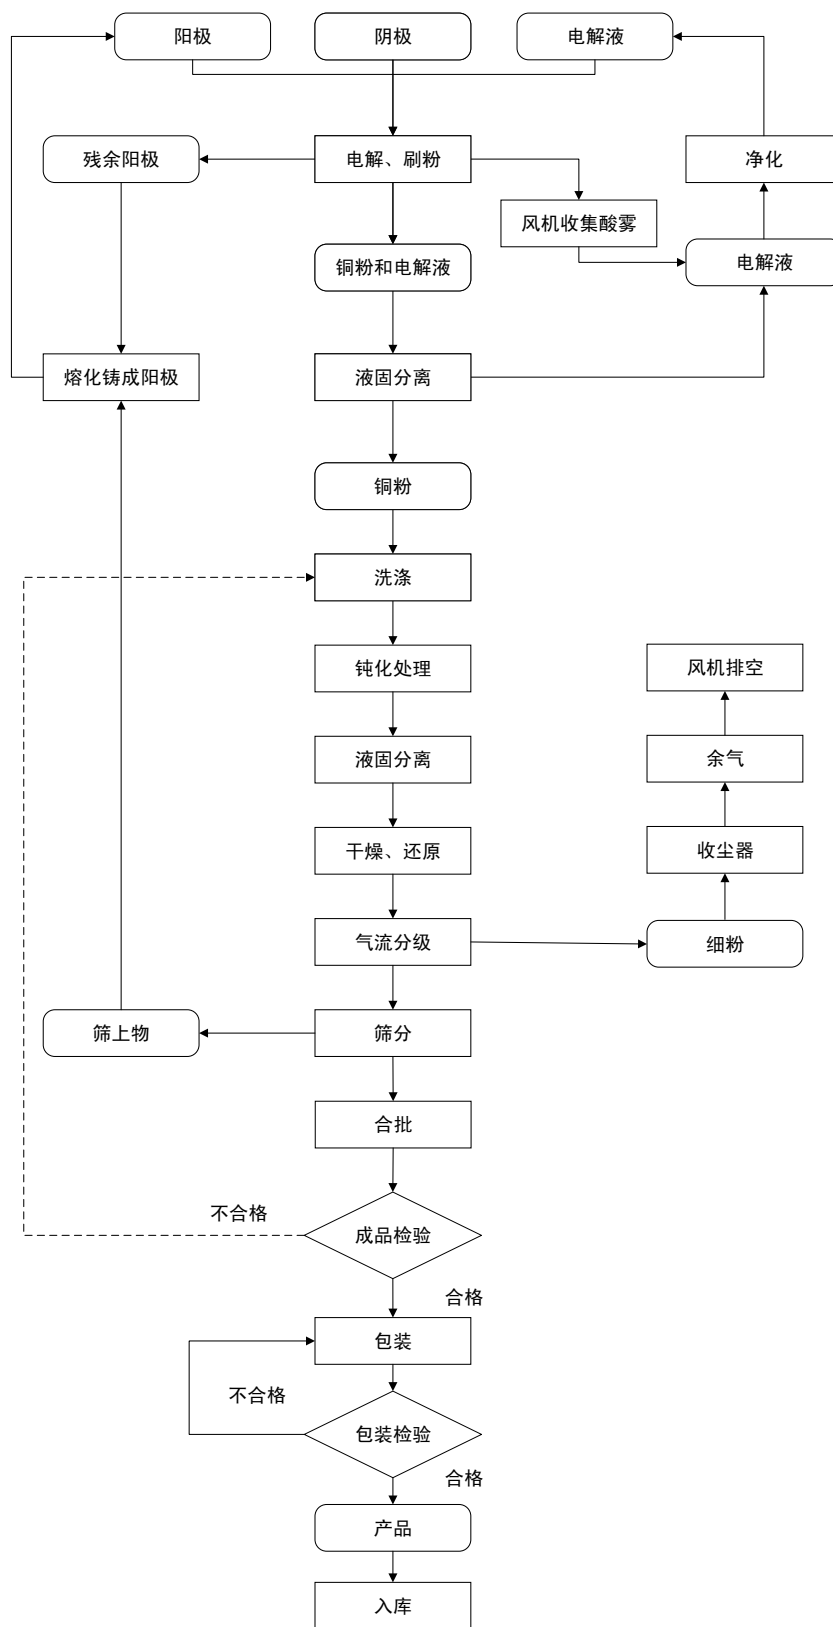 阳极
阴极
电解液
残余阳极
电解、刷粉
净化
风机收集酸雾
铜粉和电解液
电解液
熔化铸成阳极
液固分离
铜粉
洗涤
钝化处理
风机排空
液固分离
余气
干燥、还原
收尘器
气流分级
细粉
筛上物
筛分
合批
不合格
成品检验
合格
包装
不合格
包装检验
合格
产品
入库